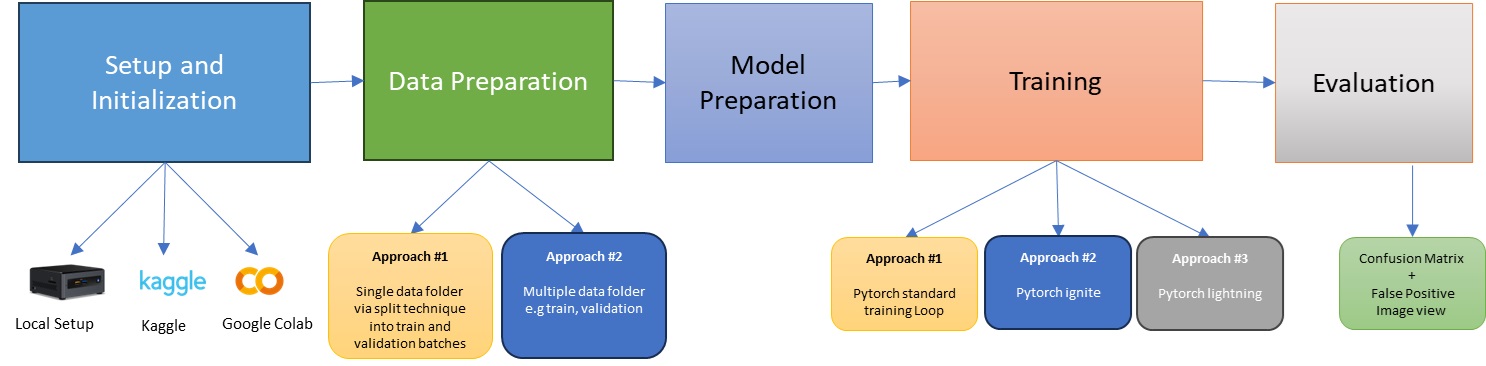 Setup and
Initialization
Data Preparation
Model
Preparation
Training
Evaluation
kaggle
CO
Local Setup
Kaggle
Google Colab
Approach #1
Single data folder
via split technique
into train and
validation batches
Approach #2
Multiple data folder
e.g train, validation
Approach #1
Pytorch standard
training Loop
Approach #2
Pytorch ignite
Approach #3
Pytorch lightning
Confusion Matrix
+
False Positive
Image view